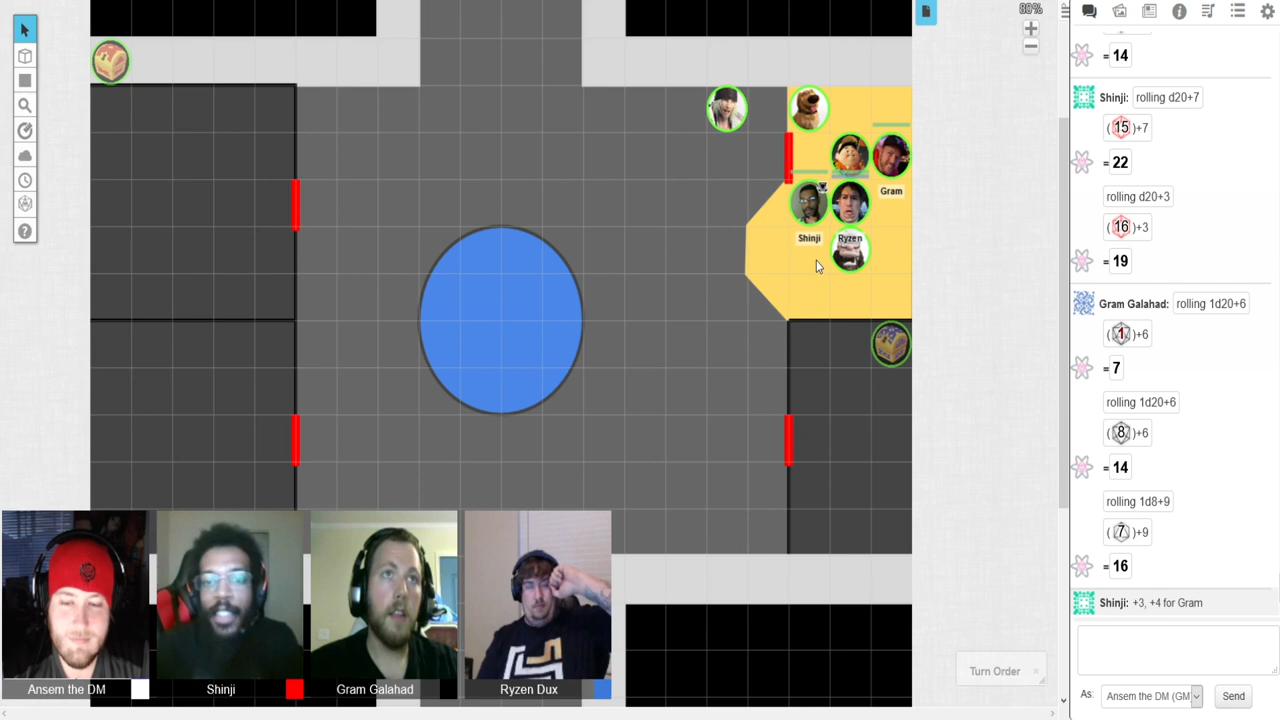 80%
= 14
Shinji: rolling d20+7
(15)+7
= 22
rolling d20+3
(16)+3
= 19
Gram Galahad: rolling 1d20+6
(1)+6
= 7
rolling 1d20+6
(8)+6
= 14
rolling 1d8+9
(7)+9
= 16
Shinji: +3, +4 for Gram
Gram
Shinji
Ryzen
Turn Order ×
As: Ansem the DM (GM) Send
Ansem the DM
Shinji
Gram Galahad
Ryzen Dux